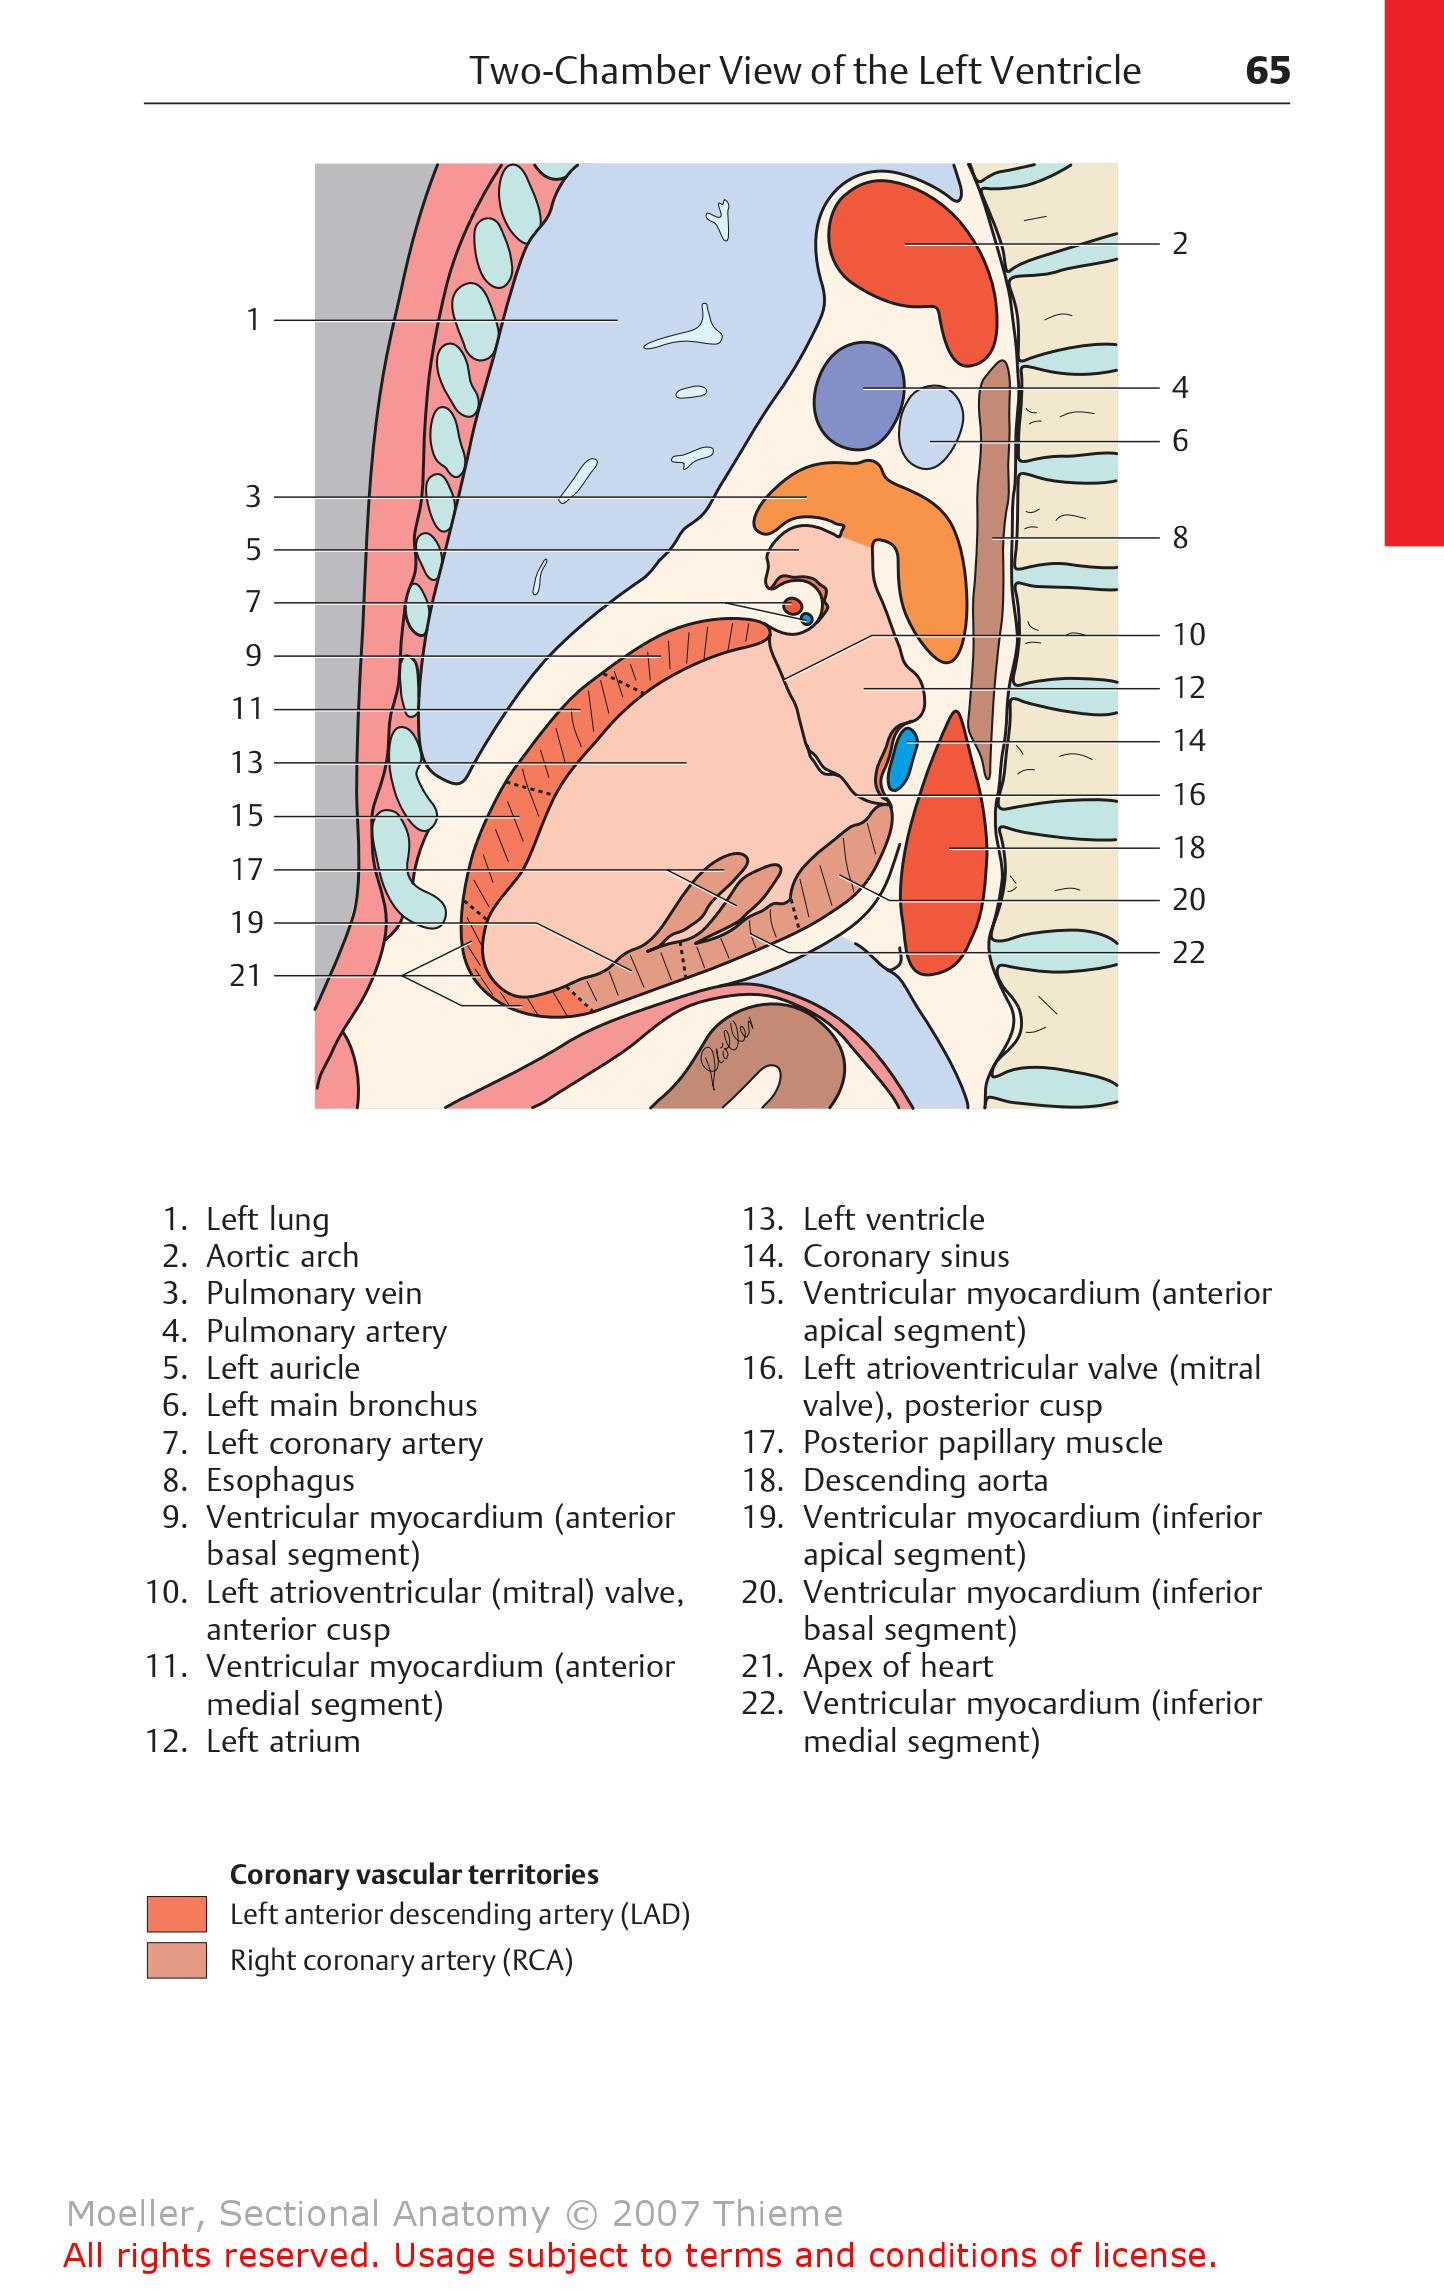 Two-Chamber View of the Left Ventricle 65
1
2
3
4
5
6
7
8
9
10
11
12
13
14
15
16
17
18
19
20
21
22
1. Left lung
2. Aortic arch
3. Pulmonary vein
4. Pulmonary artery
5. Left auricle
6. Left main bronchus
7. Left coronary artery
8. Esophagus
9. Ventricular myocardium (anterior
basal segment)
10. Left atrioventricular (mitral) valve,
anterior cusp
11. Ventricular myocardium (anterior
medial segment)
12. Left atrium
13. Left ventricle
14. Coronary sinus
15. Ventricular myocardium (anterior
apical segment)
16. Left atrioventricular valve (mitral
valve), posterior cusp
17. Posterior papillary muscle
18. Descending aorta
19. Ventricular myocardium (inferior
apical segment)
20. Ventricular myocardium (inferior
basal segment)
21. Apex of heart
22. Ventricular myocardium (inferior
medial segment)
Coronary vascular territories
Left anterior descending artery (LAD)
Right coronary artery (RCA)
Moeller, Sectional Anatomy © 2007 Thieme
All rights reserved. Usage subject to terms and conditions of license.